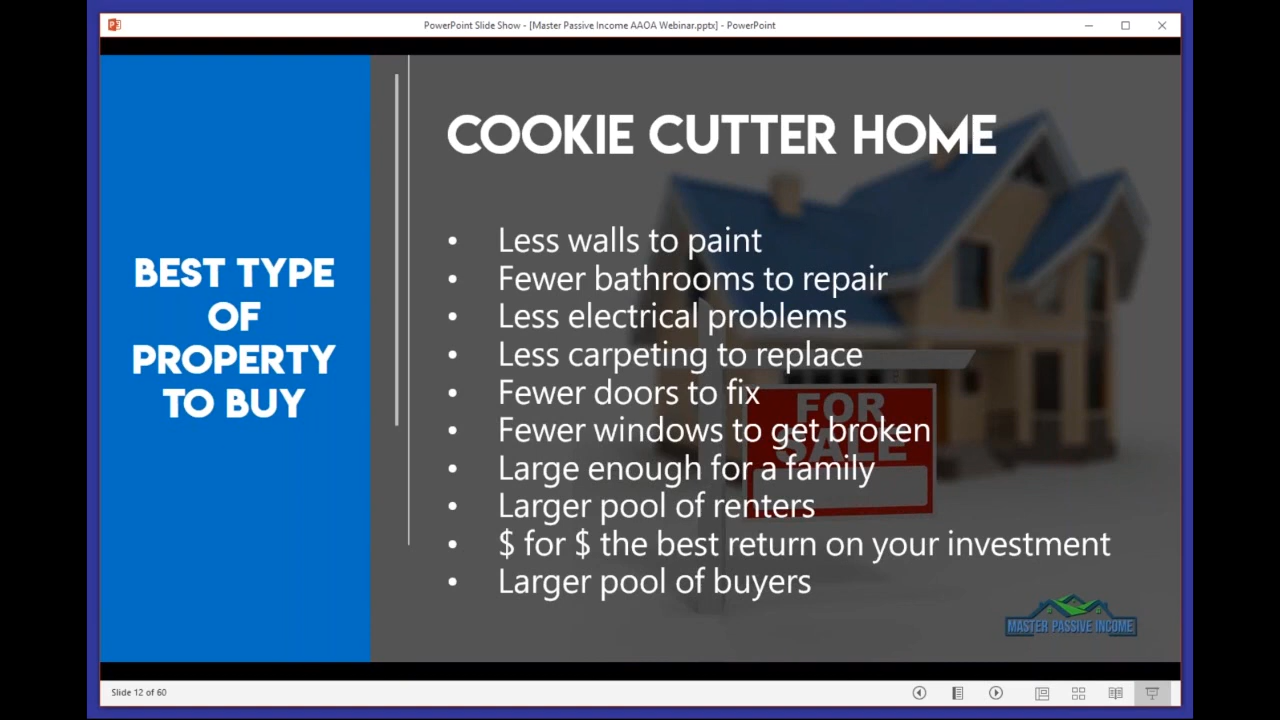 PowerPoint Slide Show - [Master Passive Income AAOA Webinar.pptx] - PowerPoint
BEST TYPE
OF
PROPERTY
TO BUY
COOKIE CUTTER HOME
• Less walls to paint
• Fewer bathrooms to repair
• Less electrical problems
• Less carpeting to replace
• Fewer doors to fix
• Fewer windows to get broken
• Large enough for a family
• Larger pool of renters
• $ for $ the best return on your investment
• Larger pool of buyers
FOR
SALE
MASTER PASSIVE INCOME
Slide 12 of 60